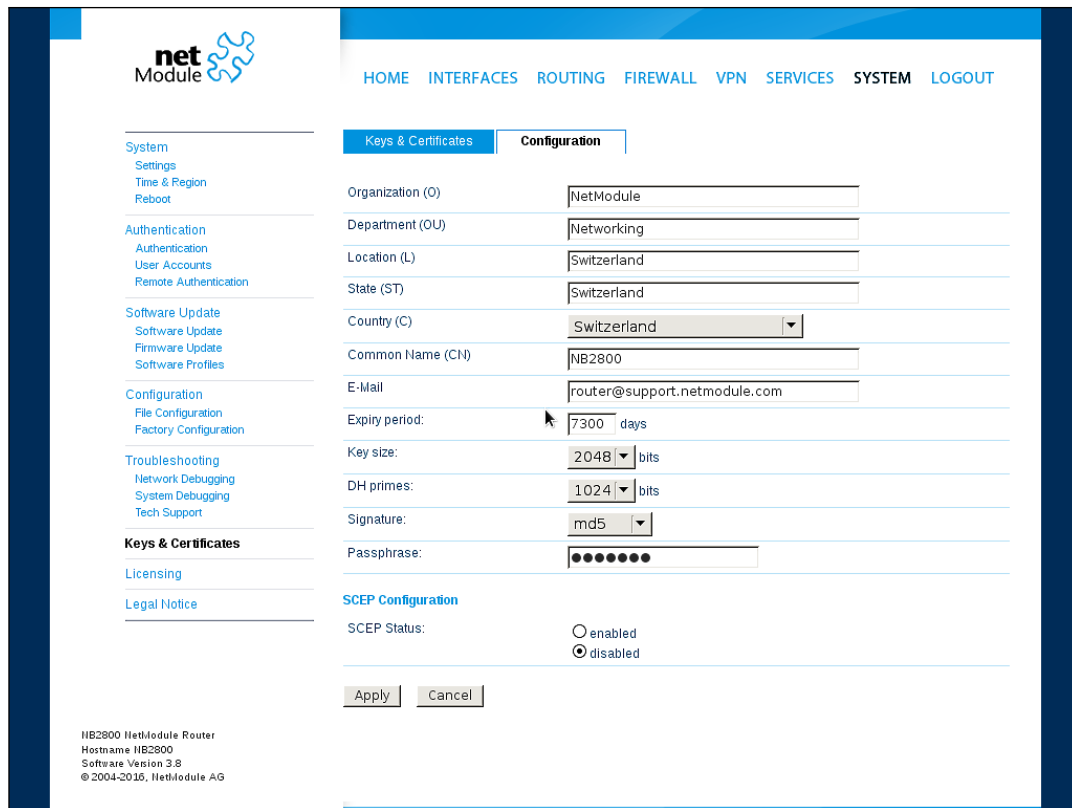 net
Module
HOME INTERFACES ROUTING FIREWALL VPN SERVICES SYSTEM LOGOUT
System
Settings
Time & Region
Reboot
Authentication
Authentication
User Accounts
Remote Authentication
Software Update
Software Update
Firmware Update
Software Profiles
Configuration
File Configuration
Factory Configuration
Troubleshooting
Network Debugging
System Debugging
Tech Support
Keys & Certificates
Licensing
Legal Notice
Keys & Certificates Configuration
Organization (O) NetModule
Department (OU) Networking
Location (L) Switzerland
State (ST) Switzerland
Country (C) Switzerland
Common Name (CN) NB2800
E-Mail router@support.netmodule.com
Expiry period: 7300 days
Key size: 2048 bits
DH primes: 1024 bits
Signature: md5
Passphrase: ●●●●●●●
SCEP Configuration
SCEP Status: enabled
disabled
Apply Cancel
NB2800 NetModule Router
Hostname NB2800
Software Version 3.8
© 2004-2016, NetModule AG